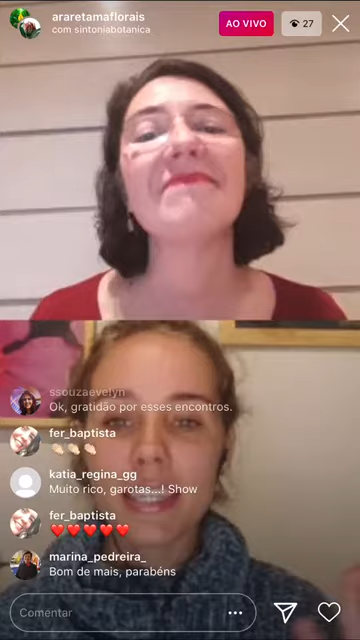 araretamaflorais
com sintoniabotanica
AO VIVO
27
ssouzaevelyn
Ok, gratidão por esses encontros.
fer_baptista
👏🏻👏🏻👏🏻
katia_regina_gg
Muito rico, garotas...! Show
fer_baptista
❤️❤️❤️❤️❤️
marina_pedreira_
Bom de mais, parabéns
Comentar